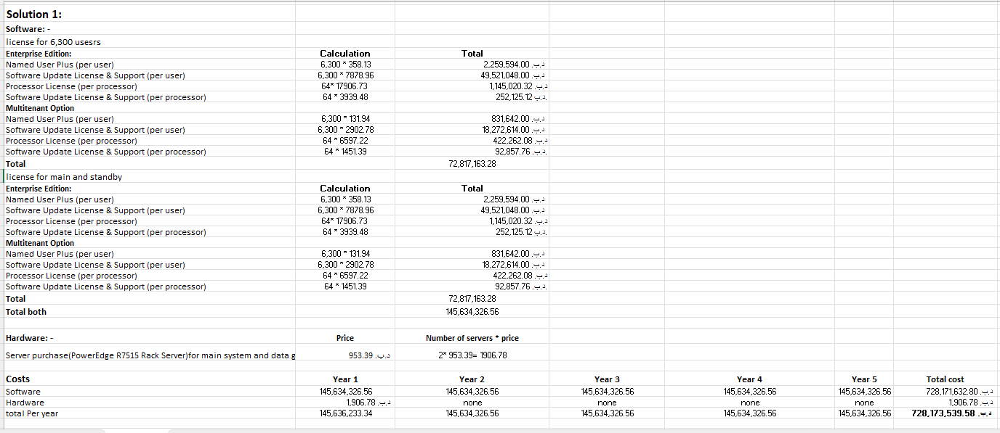 Solution 1:
Software: -
license for 6,300 usesrs
Enterprise Edition: Calculation Total
Named User Plus (per user) 6,300 * 358.13 2,259,594.00 د.ب.
Software Update License & Support (per user) 6,300 * 7878.96 49,521,048.00 د.ب.
Processor License (per processor) 64* 17906.73 1,145,020.32 د.ب.
Software Update License & Support (per processor) 64 * 3939.48 252,125.12 د.ب.
Multitenant Option
Named User Plus (per user) 6,300 * 131.94 831,642.00 د.ب.
Software Update License & Support (per user) 6,300 * 2902.78 18,272,614.00 د.ب.
Processor License (per processor) 64 * 6597.22 422,262.08 د.ب.
Software Update License & Support (per processor) 64 * 1451.39 92,857.76 د.ب.
Total 72,817,163.28
license for main and standby
Enterprise Edition: Calculation Total
Named User Plus (per user) 6,300 * 358.13 2,259,594.00 د.ب.
Software Update License & Support (per user) 6,300 * 7878.96 49,521,048.00 د.ب.
Processor License (per processor) 64* 17906.73 1,145,020.32 د.ب.
Software Update License & Support (per processor) 64 * 3939.48 252,125.12 د.ب.
Multitenant Option
Named User Plus (per user) 6,300 * 131.94 831,642.00 د.ب.
Software Update License & Support (per user) 6,300 * 2902.78 18,272,614.00 د.ب.
Processor License (per processor) 64 * 6597.22 422,262.08 د.ب.
Software Update License & Support (per processor) 64 * 1451.39 92,857.76 د.ب.
Total 72,817,163.28
Total both 145,634,326.56
Hardware: - Price Number of servers * price
Server purchase(PowerEdge R7515 Rack Server)for main system and data g 953.39 د.ب. 2* 953.39= 1906.78
Costs Year 1 Year 2 Year 3 Year 4 Year 5 Total cost
Software 145,634,326.56 145,634,326.56 145,634,326.56 145,634,326.56 145,634,326.56 728,171,632.80 د.ب.
Hardware 1,906.78 د.ب. none none none none 1,906.78 د.ب.
total Per year 145,636,233.34 145,634,326.56 145,634,326.56 145,634,326.56 145,634,326.56 728,173,539.58 د.ب.